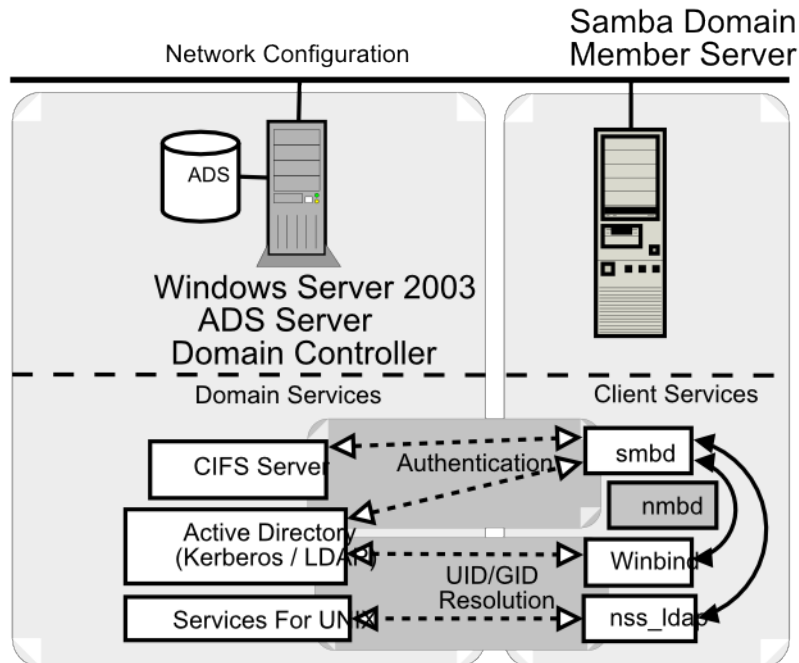 Network Configuration
Samba Domain
Member Server
ADS
Windows Server 2003
ADS Server
Domain Controller
Domain Services
Client Services
CIFS Server
Authentication
smbd
nmbd
Active Directory
(Kerberos / LDAP)
Winbind
UID/GID
Resolution
Services For UNIX
nss_ldap